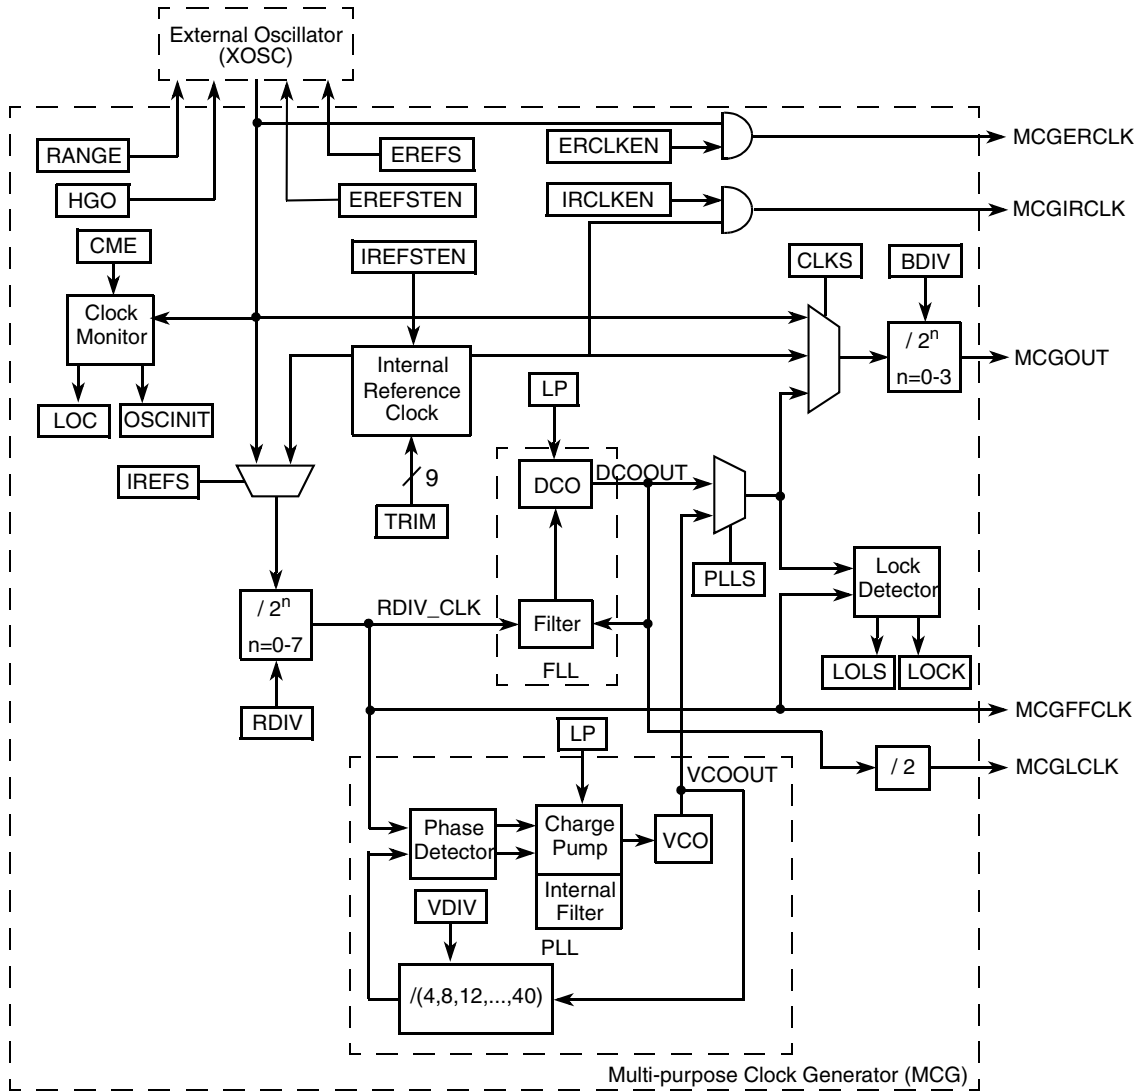 External Oscillator
(XOSC)
RANGE
EREFS
ERCLKEN
MCGERCLK
HGO
EREFSTEN
IRCLKEN
MCGIRCLK
CME
IREFSTEN
CLKS
BDIV
Clock
Monitor
Internal
Reference
Clock
/ 2n
n=0-3
MCGOUT
LP
LOC
OSCINIT
IREFS
9
TRIM
DCO
DCOOUT
PLLS
Lock
Detector
/ 2n
n=0-7
RDIV_CLK
Filter
FLL
LOLS
LOCK
RDIV
MCGFFCLK
LP
/ 2
MCGLCLK
VCOOUT
Phase
Detector
Charge
Pump
VCO
Internal
Filter
VDIV
PLL
/(4,8,12,...,40)
Multi-purpose Clock Generator (MCG)